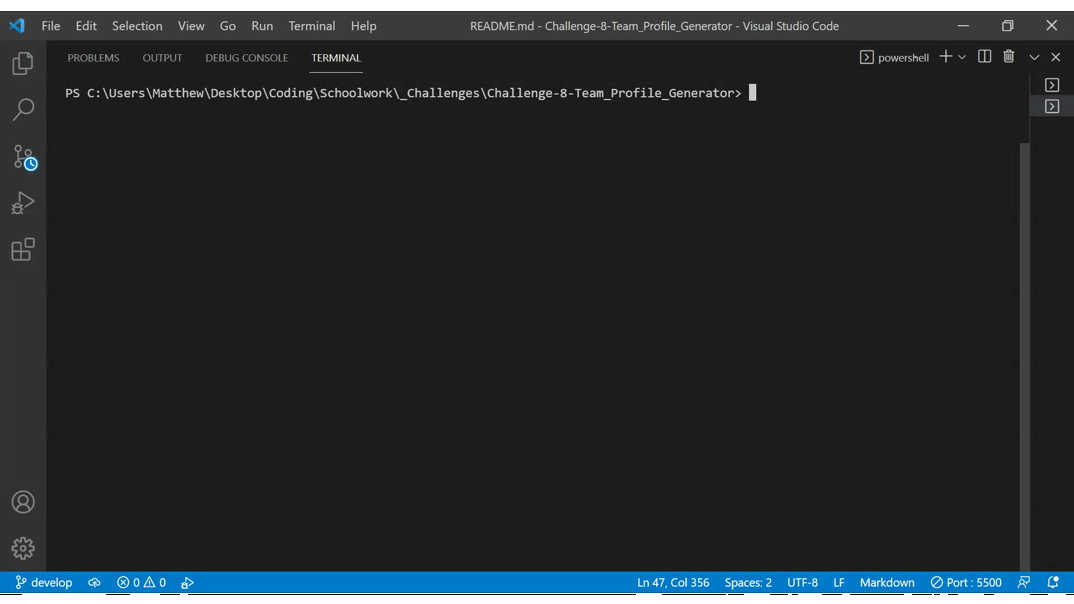 File Edit Selection View Go Run Terminal Help README.md - Challenge-8-Team_Profile_Generator - Visual Studio Code
PROBLEMS OUTPUT DEBUG CONSOLE TERMINAL powershell
PS C:\Users\Matthew\Desktop\Coding\Schoolwork\_Challenges\Challenge-8-Team_Profile_Generator>
develop 0 0 Ln 47, Col 356 Spaces: 2 UTF-8 LF Markdown Port : 5500